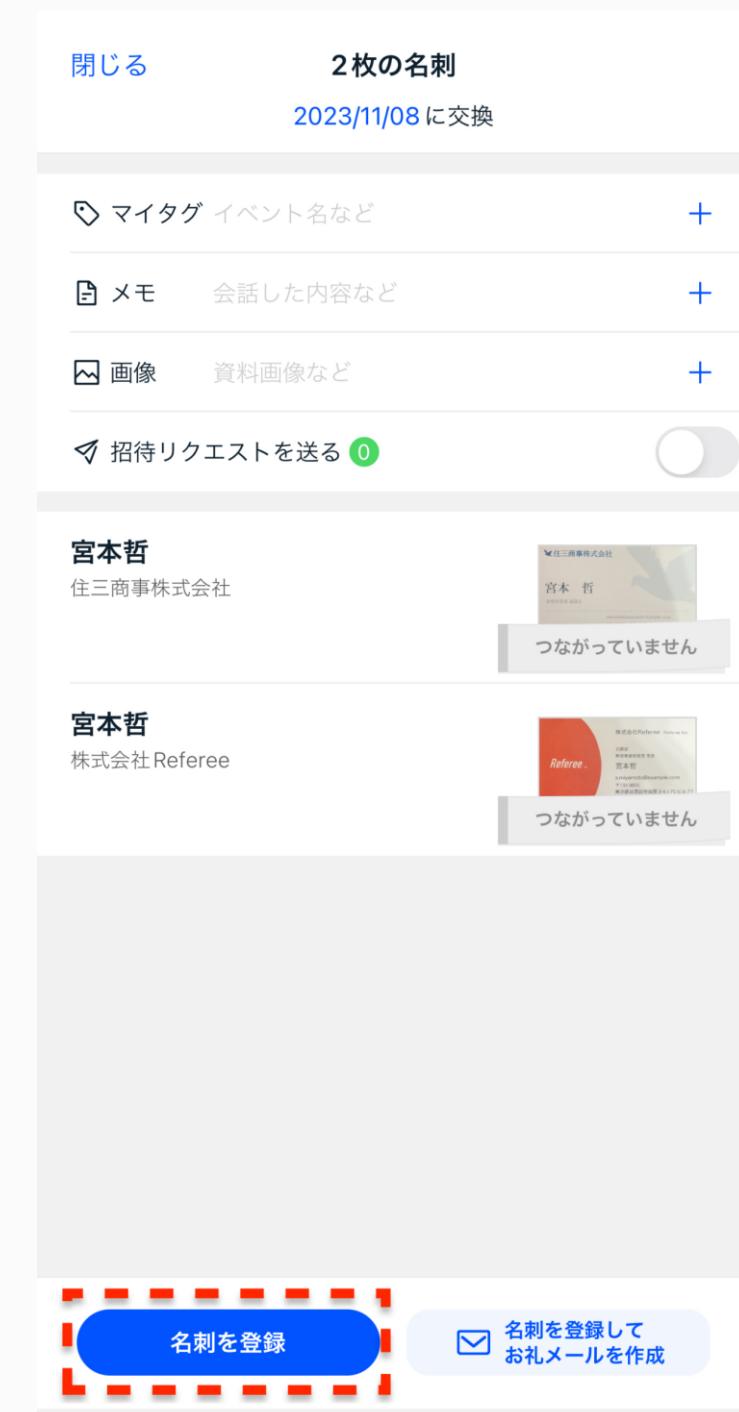 閉じる
2枚の名刺
2023/11/08に交換
マイタグ イベント名など
メモ 会話した内容など
画像 資料画像など
招待リクエストを送る 0
宮本哲
住三商事株式会社
住三商事株式会社
宮本 哲
つながっていません
宮本哲
株式会社Referee
株式会社Referee
Referee.
宮本哲
s.miyamoto@example.com
つながっていません
名刺を登録
名刺を登録して
お礼メールを作成